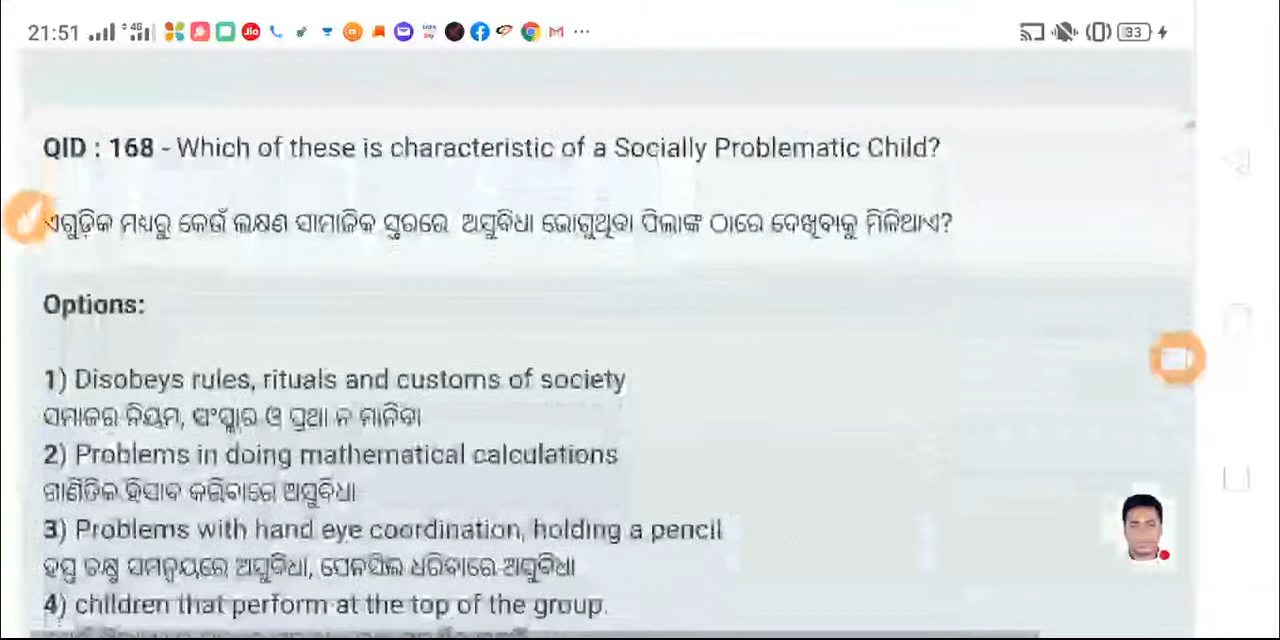 21:51
33
QID : 168 - Which of these is characteristic of a Socially Problematic Child?
ଏଗୁଡ଼ିକ ମଧ୍ୟରୁ କେଉଁ ଲକ୍ଷଣ ସାମାଜିକ ସ୍ତରରେ ଅସୁବିଧା ଭୋଗୁଥିବା ପିଲାଙ୍କ ଠାରେ ଦେଖିବାକୁ ମିଳିଥାଏ?
Options:
1) Disobeys rules, rituals and customs of society
ସମାଜର ନିୟମ, ସଂସ୍କାର ଓ ପ୍ରଥା ନ ମାନିବା
2) Problems in doing mathematical calculations
ଗାଣିତିକ ହିସାବ କରିବାରେ ଅସୁବିଧା
3) Problems with hand eye coordination, holding a pencil
ହସ୍ତ ଚକ୍ଷୁ ସମନ୍ୱୟରେ ଅସୁବିଧା, ପେନସିଲ ଧରିବାରେ ଅସୁବିଧା
4) children that perform at the top of the group.